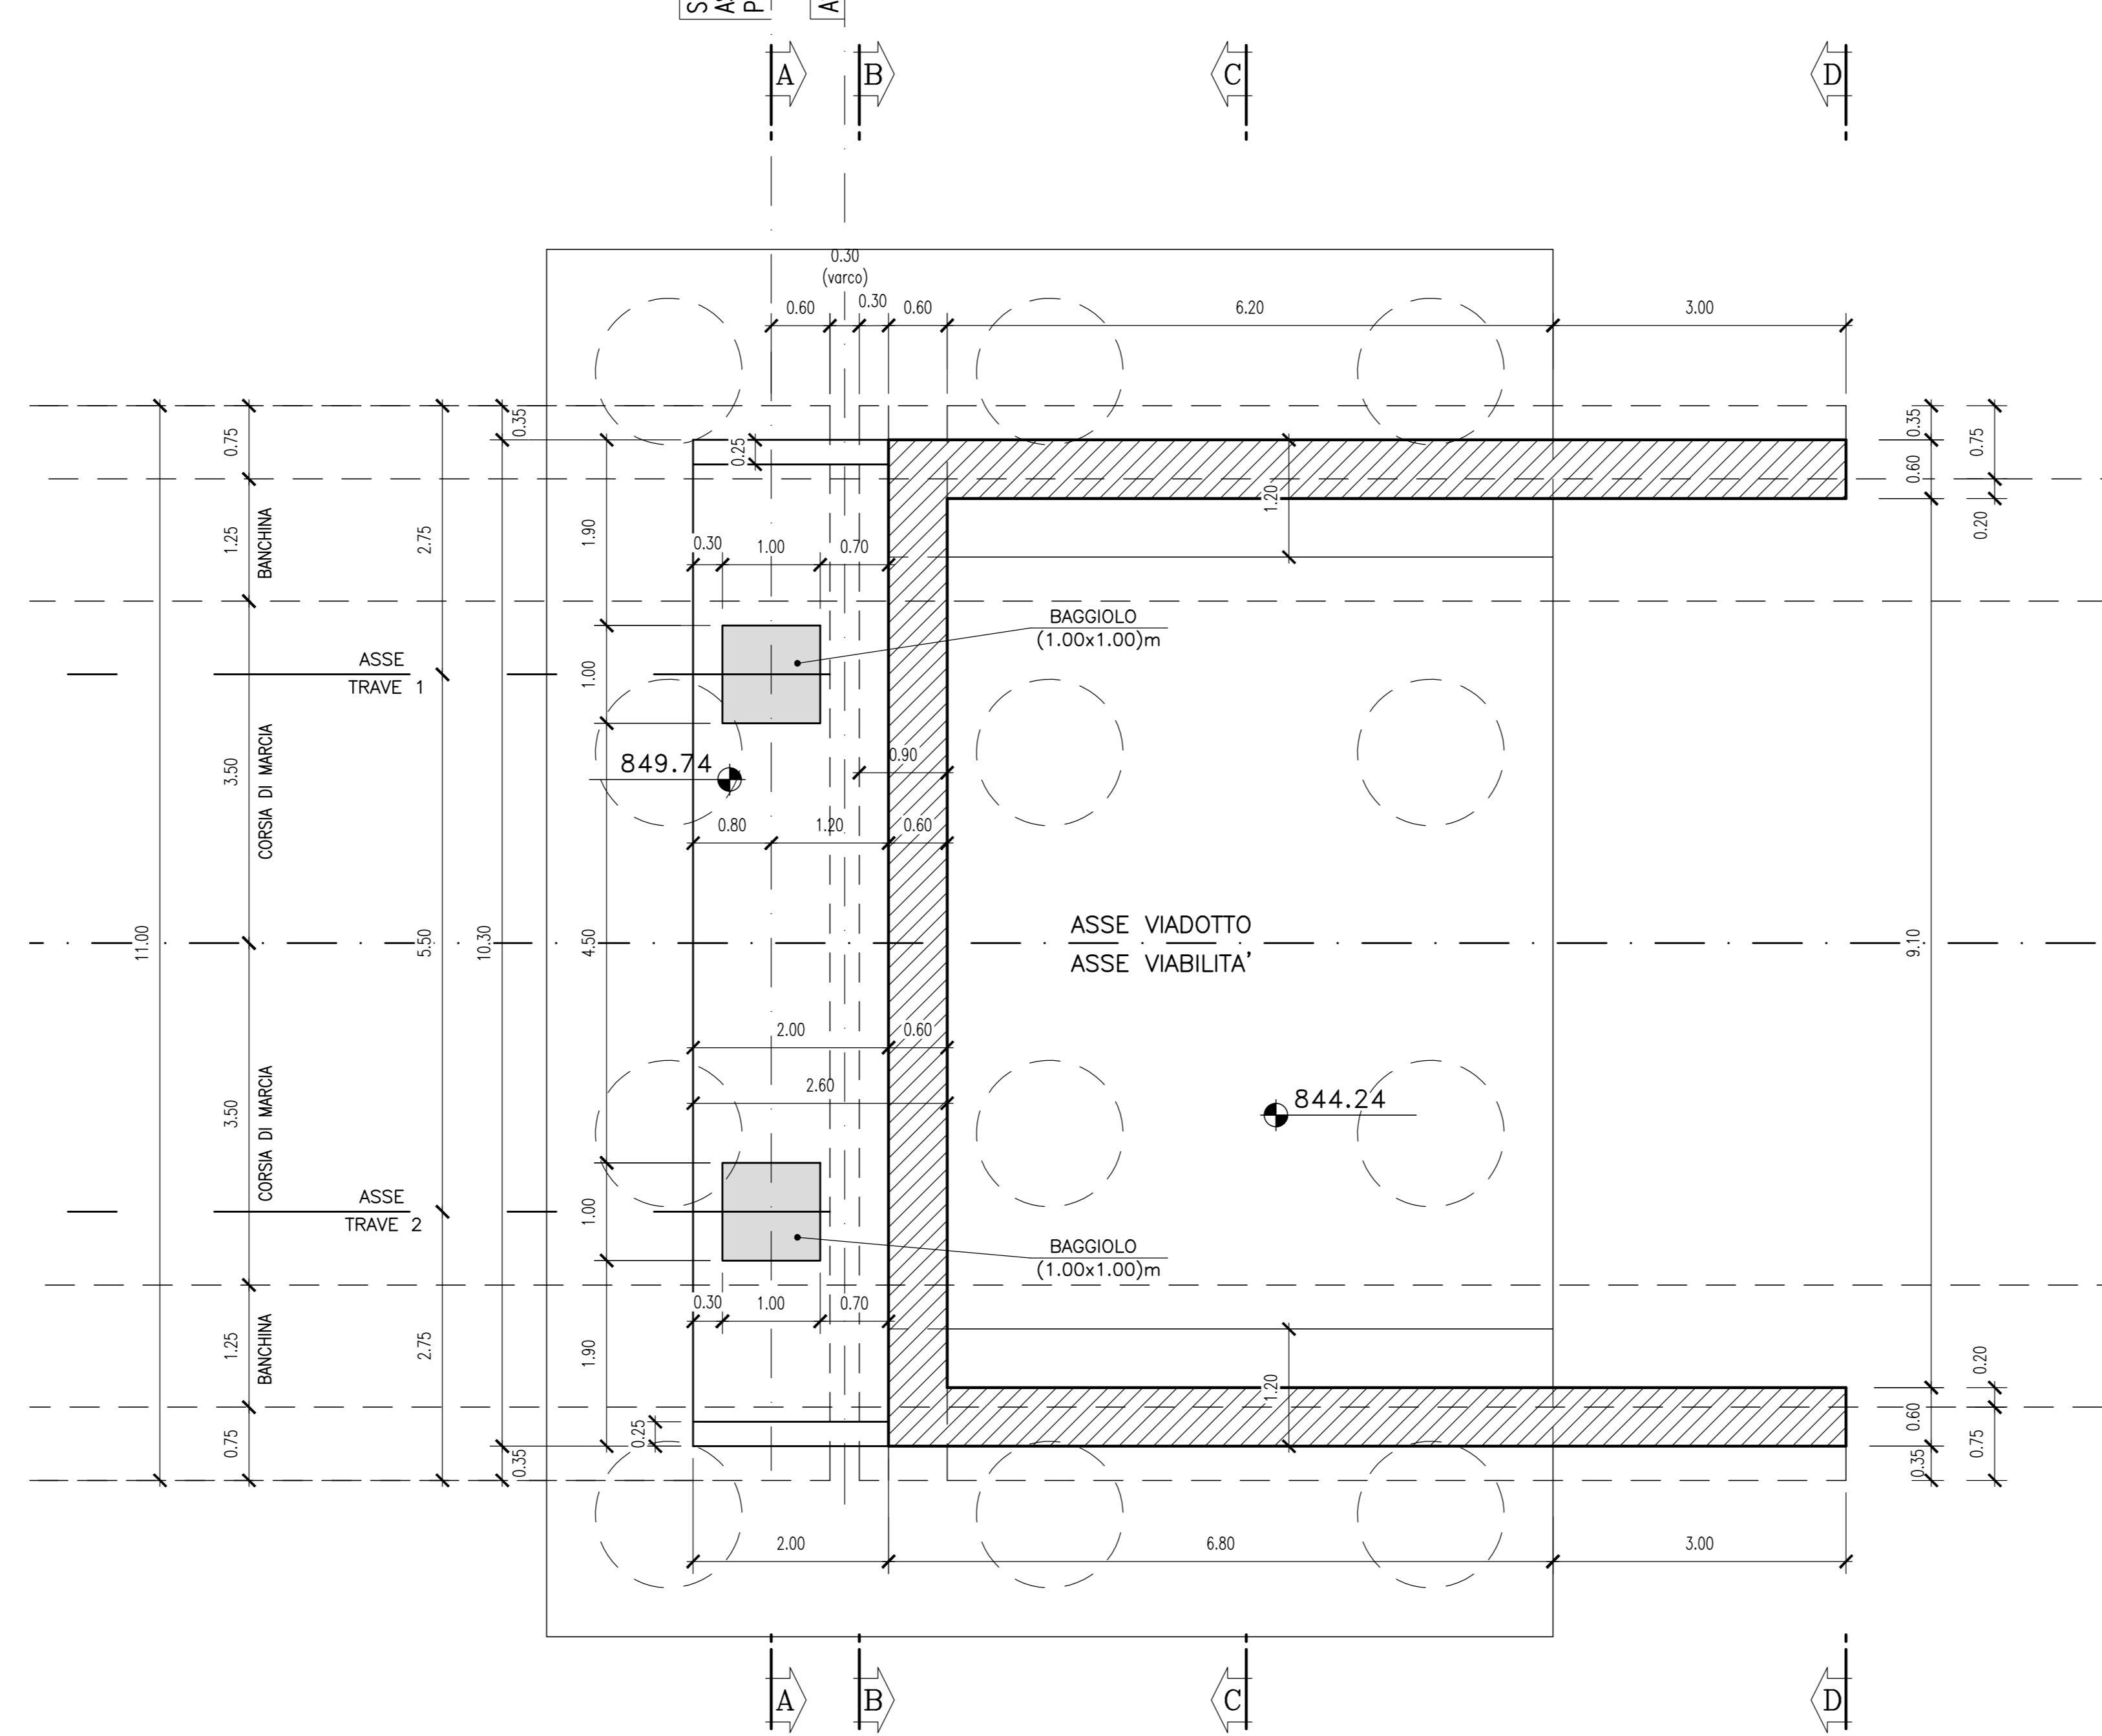 S
A
P
A
A
B
C
D
0.30
(varco)
0.60
0.30
0.60
6.20
3.00
0.35
0.25
0.75
0.35
0.75
0.60
0.20
1.20
1.25
BANCHINA
2.75
1.90
0.30
1.00
0.70
BAGGIOLO
(1.00x1.00)m
ASSE
TRAVE 1
1.00
849.74
0.90
3.50
CORSIA DI MARCIA
0.80
1.20
0.60
ASSE VIADOTTO
ASSE VIABILITA'
11.00
5.50
10.30
4.50
9.10
2.00
0.60
2.60
844.24
3.50
CORSIA DI MARCIA
ASSE
TRAVE 2
1.00
BAGGIOLO
(1.00x1.00)m
0.30
1.00
0.70
1.25
BANCHINA
2.75
1.90
1.20
0.20
0.60
0.75
0.35
0.25
0.75
0.35
2.00
6.80
3.00
A
B
C
D